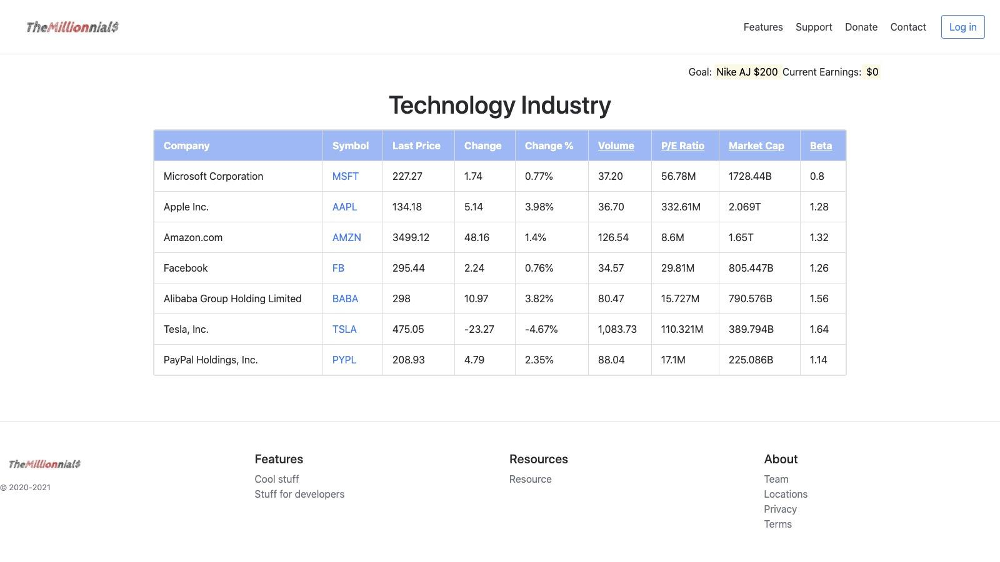 TheMillionnial$
Features Support Donate Contact Log in
Goal: Nike AJ $200 Current Earnings: $0
Technology Industry
Company Symbol Last Price Change Change % Volume P/E Ratio Market Cap Beta
Microsoft Corporation MSFT 227.27 1.74 0.77% 37.20 56.78M 1728.44B 0.8
Apple Inc. AAPL 134.18 5.14 3.98% 36.70 332.61M 2.069T 1.28
Amazon.com AMZN 3499.12 48.16 1.4% 126.54 8.6M 1.65T 1.32
Facebook FB 295.44 2.24 0.76% 34.57 29.81M 805.447B 1.26
Alibaba Group Holding Limited BABA 298 10.97 3.82% 80.47 15.727M 790.576B 1.56
Tesla, Inc. TSLA 475.05 -23.27 -4.67% 1,083.73 110.321M 389.794B 1.64
PayPal Holdings, Inc. PYPL 208.93 4.79 2.35% 88.04 17.1M 225.086B 1.14
TheMillionnial$
© 2020-2021
Features
Cool stuff
Stuff for developers
Resources
Resource
About
Team
Locations
Privacy
Terms